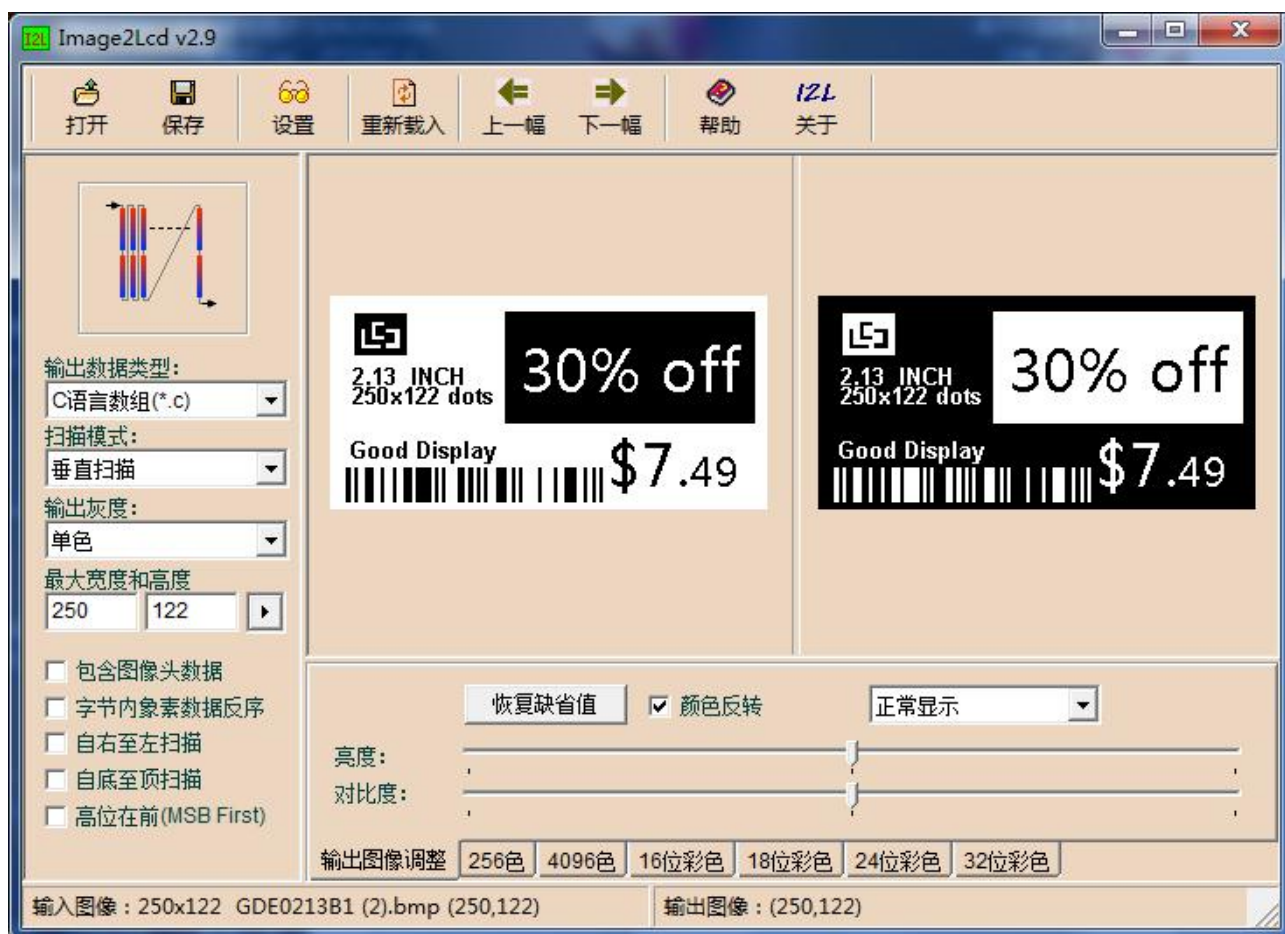 I2L Image2Lcd v2.9
打开 保存 设置 重新载入 上一幅 下一幅 帮助 I2L 关于
输出数据类型:
C语言数组(*.c)
扫描模式:
垂直扫描
输出灰度:
单色
最大宽度和高度
250 122
包含图像头数据
字节内象素数据反序
自右至左扫描
自底至顶扫描
高位在前(MSB First)
2.13 INCH
250x122 dots
30% off
Good Display
$7.49
2.13 INCH
250x122 dots
30% off
Good Display
$7.49
恢复缺省值 颜色反转 正常显示
亮度:
对比度:
输出图像调整 256色 4096色 16位彩色 18位彩色 24位彩色 32位彩色
输入图像:250x122 GDE0213B1 (2).bmp (250,122) 输出图像:(250,122)